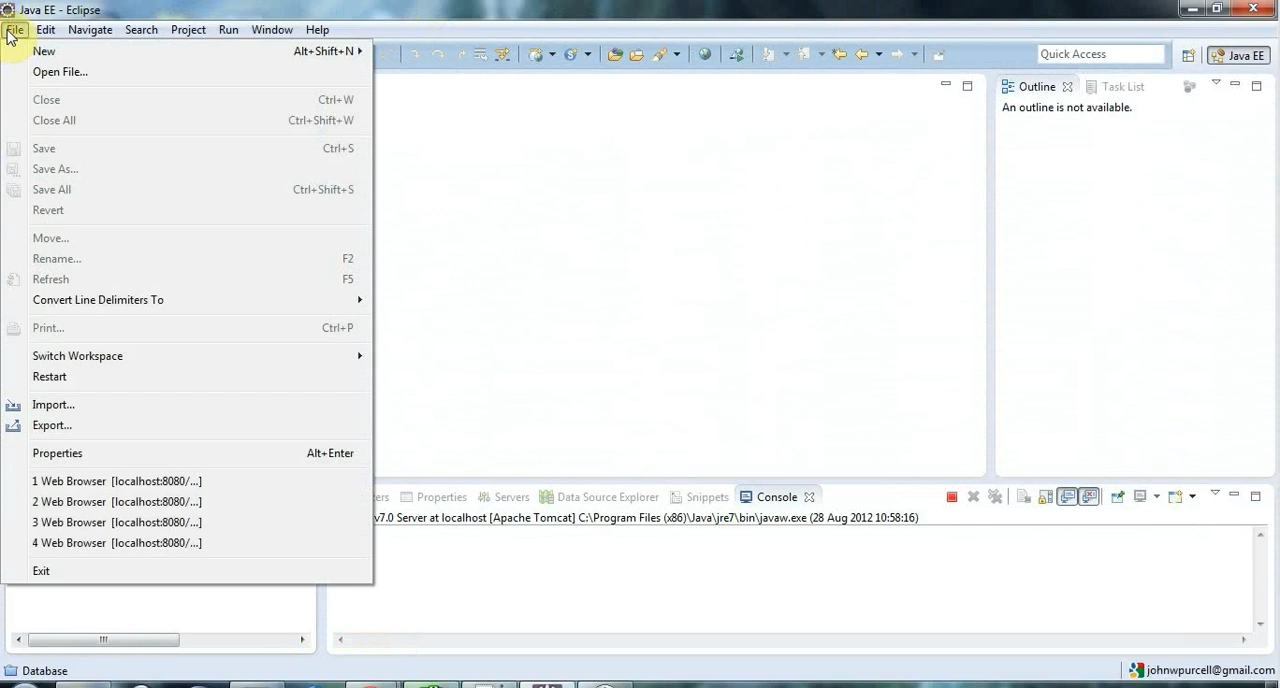 Java EE - Eclipse
File Edit Navigate Search Project Run Window Help
New Alt+Shift+N
Open File...
Close Ctrl+W
Close All Ctrl+Shift+W
Save Ctrl+S
Save As...
Save All Ctrl+Shift+S
Revert
Move...
Rename... F2
Refresh F5
Convert Line Delimiters To
Print... Ctrl+P
Switch Workspace
Restart
Import...
Export...
Properties Alt+Enter
1 Web Browser [localhost:8080/...]
2 Web Browser [localhost:8080/...]
3 Web Browser [localhost:8080/...]
4 Web Browser [localhost:8080/...]
Exit
Quick Access
Java EE
Outline Task List
An outline is not available.
Properties Servers Data Source Explorer Snippets Console
v7.0 Server at localhost [Apache Tomcat] C:\Program Files (x86)\Java\jre7\bin\javaw.exe (28 Aug 2012 10:58:16)
Database
johnwpurcell@gmail.com